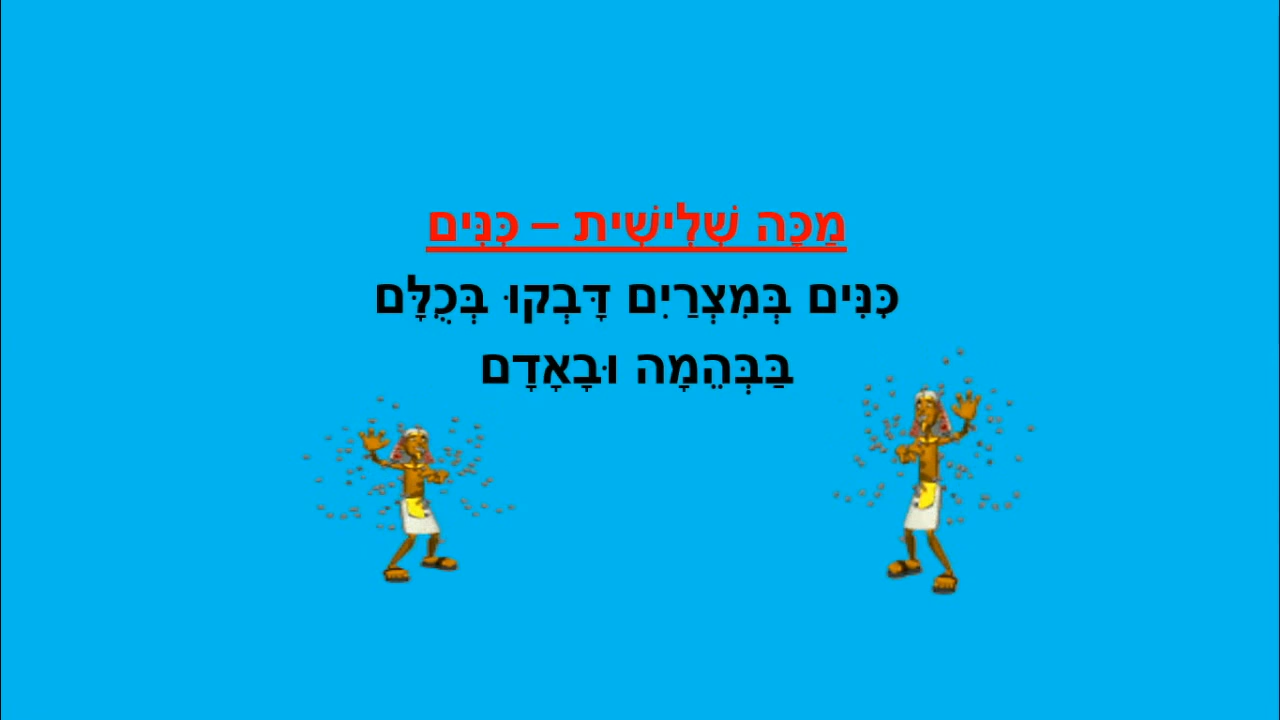 מַכָּה שְׁלִישִׁית – כִּנִּים
כִּנִּים בְּמִצְרַיִם דָּבְקוּ בְּכֻלָּם
בַּבְּהֵמָה וּבָאָדָם